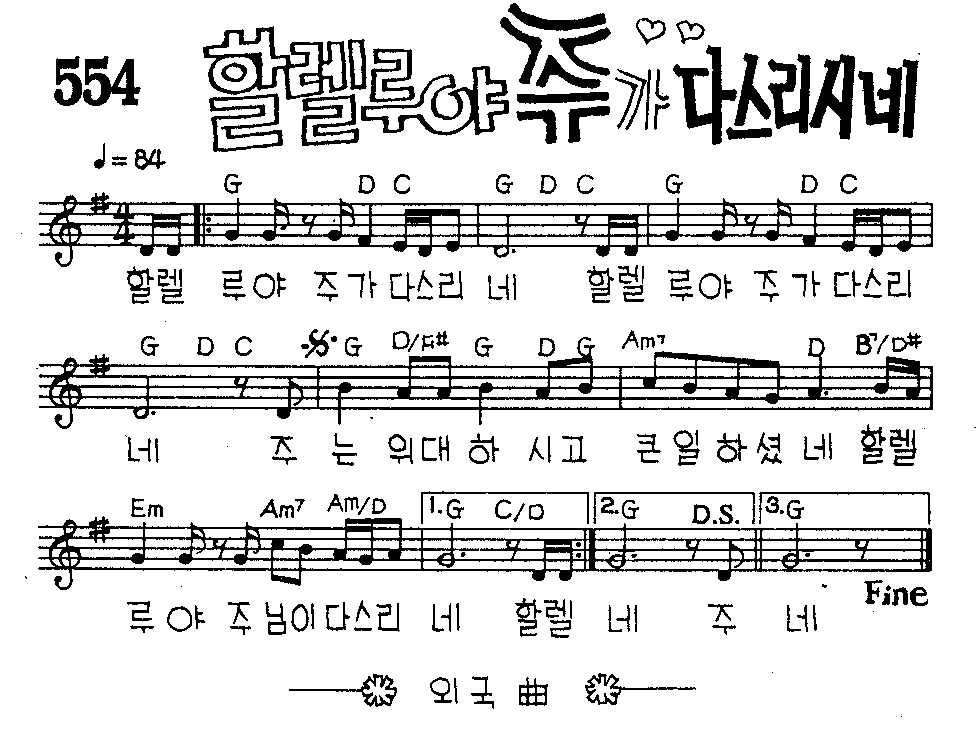 554 할렐루야 주가 다스리시네
♩= 84
G D C G D C G D C
할렐 루야 주가다스리 네 할렐 루야 주가다스리
G D C G D/F# G D G Am7 D B7/D#
네 주 는 위대하 시고 큰일하셨네 할렐
Em Am7 Am/D 1. G C/D 2. G D.S. 3. G
Fine
루야 주님이다스리 네 할렐 네 주 네
외국曲